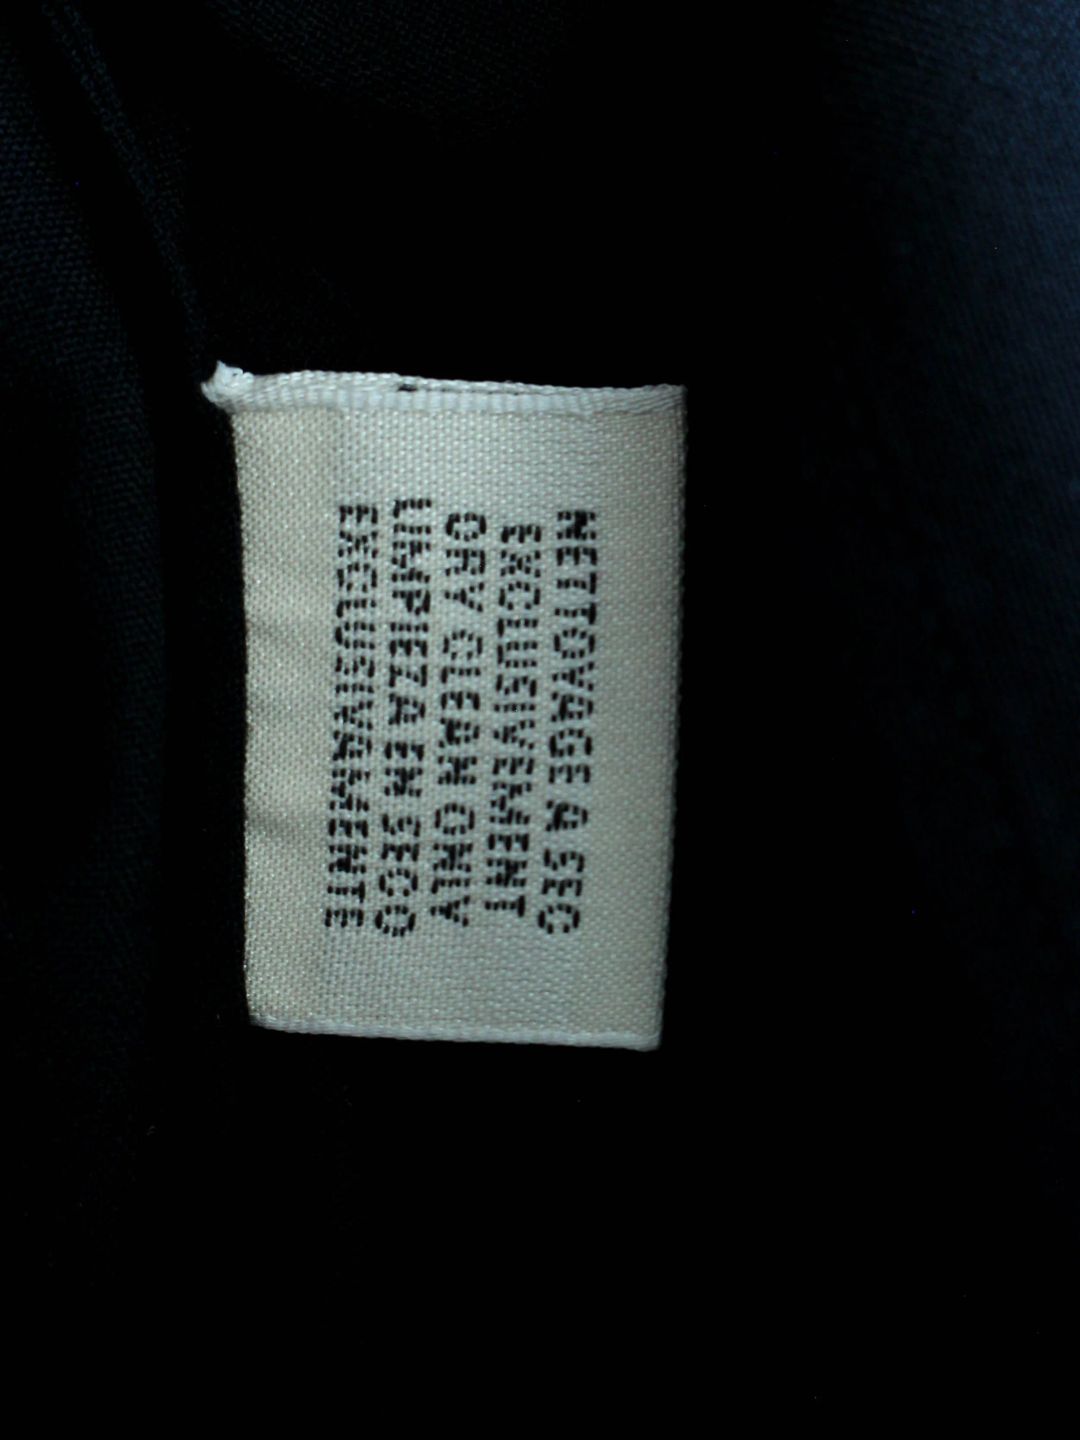 NETTOYAGE A SEC
EXCLUSIVEMENT
DRY CLEAN ONLY
LIMPIEZA EN SECO
EXCLUSIVAMENTE